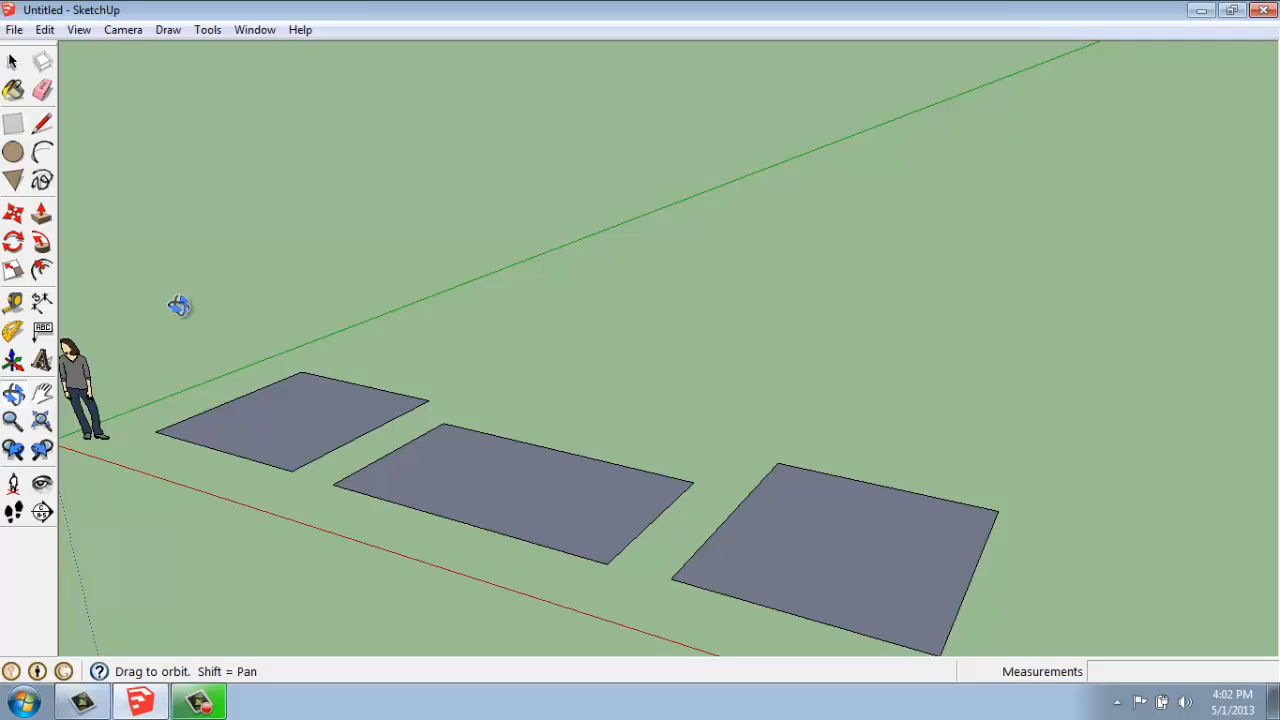 Untitled - SketchUp
File Edit View Camera Draw Tools Window Help
ABC
A
Drag to orbit. Shift = Pan
Measurements
4:02 PM
5/1/2013